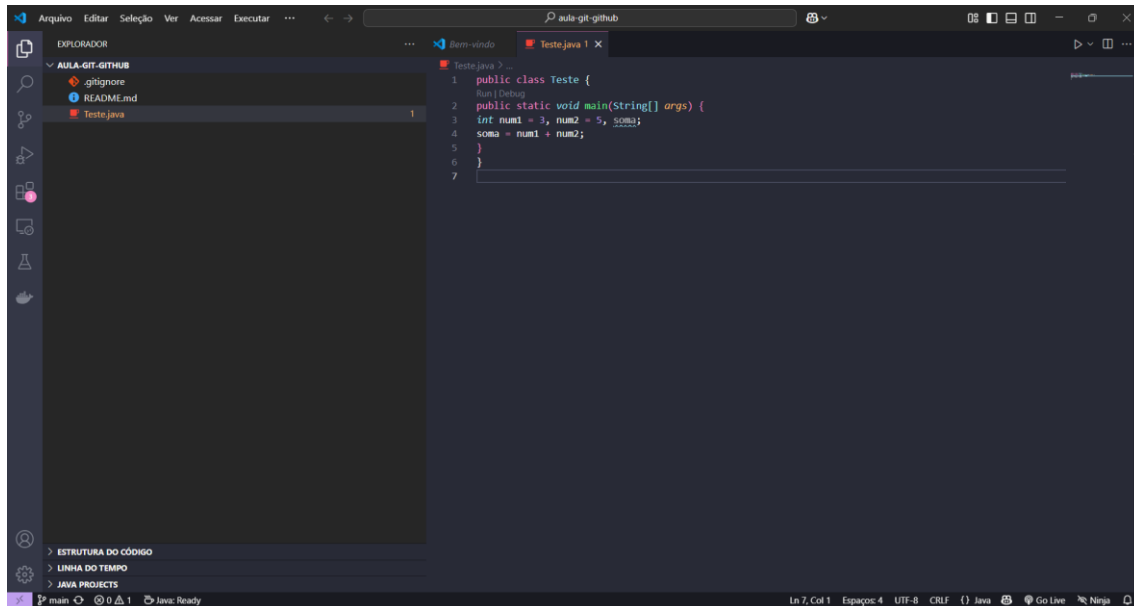 Arquivo Editar Seleção Ver Acessar Executar ··· aula-git-github
EXPLORADOR ···
AULA-GIT-GITHUB
.gitignore
README.md
Teste.java 1
Bem-vindo Teste.java 1
Teste.java > ...
1 public class Teste {
Run | Debug
2 public static void main(String[] args) {
3 int num1 = 3, num2 = 5, soma;
4 soma = num1 + num2;
5 }
6 }
7
3
ESTRUTURA DO CÓDIGO
LINHA DO TEMPO
JAVA PROJECTS
main 0 1 Java: Ready Ln 7, Col 1 Espaços: 4 UTF-8 CRLF {} Java Go Live Ninja